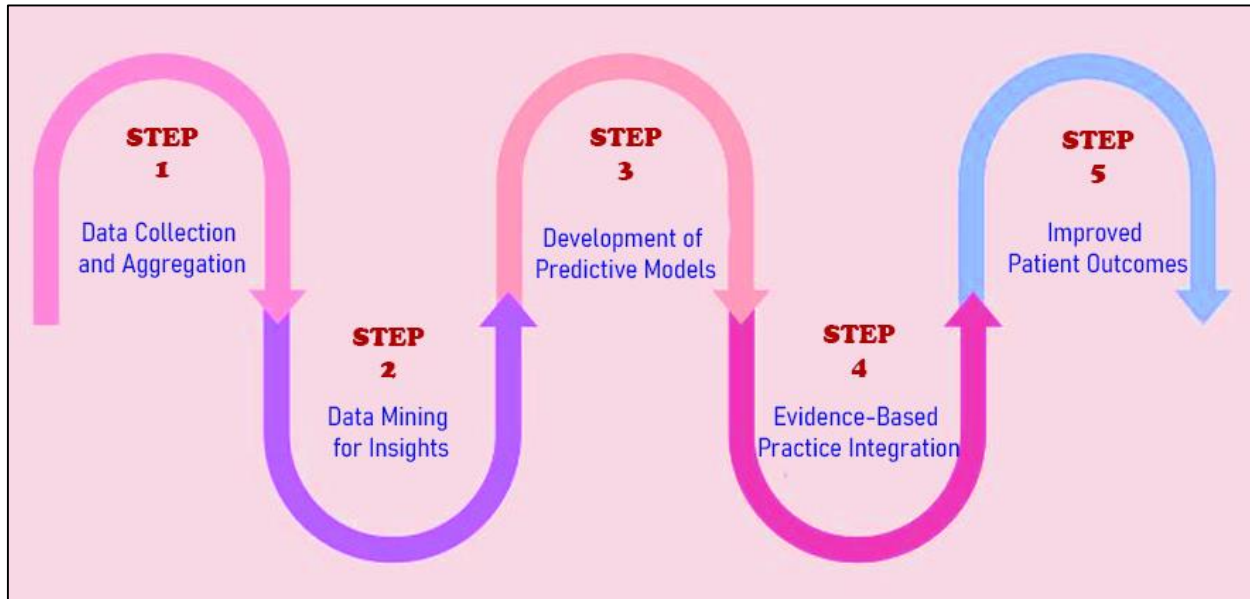 STEP
1
Data Collection
and Aggregation
STEP
2
Data Mining
for Insights
STEP
3
Development of
Predictive Models
STEP
4
Evidence-Based
Practice Integration
STEP
5
Improved
Patient Outcomes